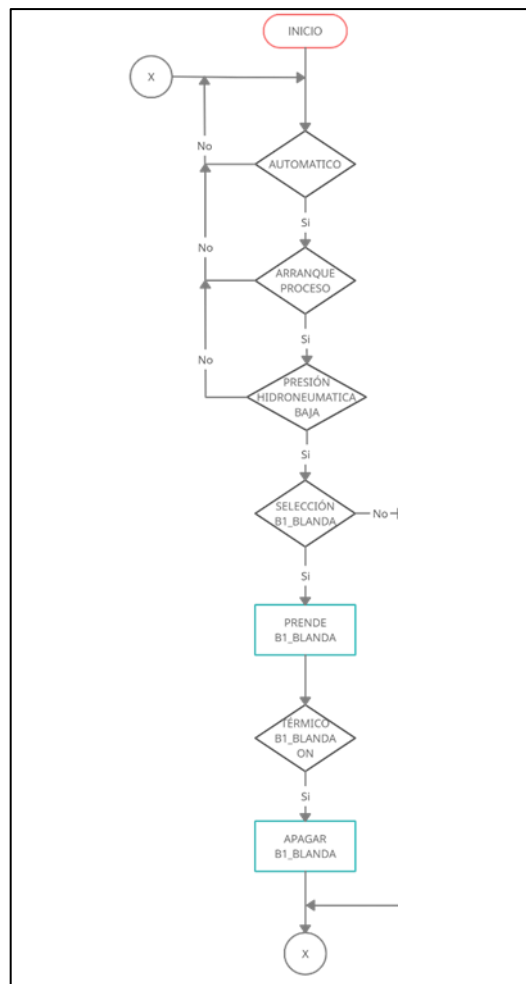 INICIO
X
No
AUTOMATICO
Si
No
ARRANQUE
PROCESO
Si
No
PRESIÓN
HIDRONEUMATICA
BAJA
Si
SELECCIÓN
B1_BLANDA
No
Si
PRENDE
B1_BLANDA
TÉRMICO
B1_BLANDA
ON
Si
APAGAR
B1_BLANDA
X